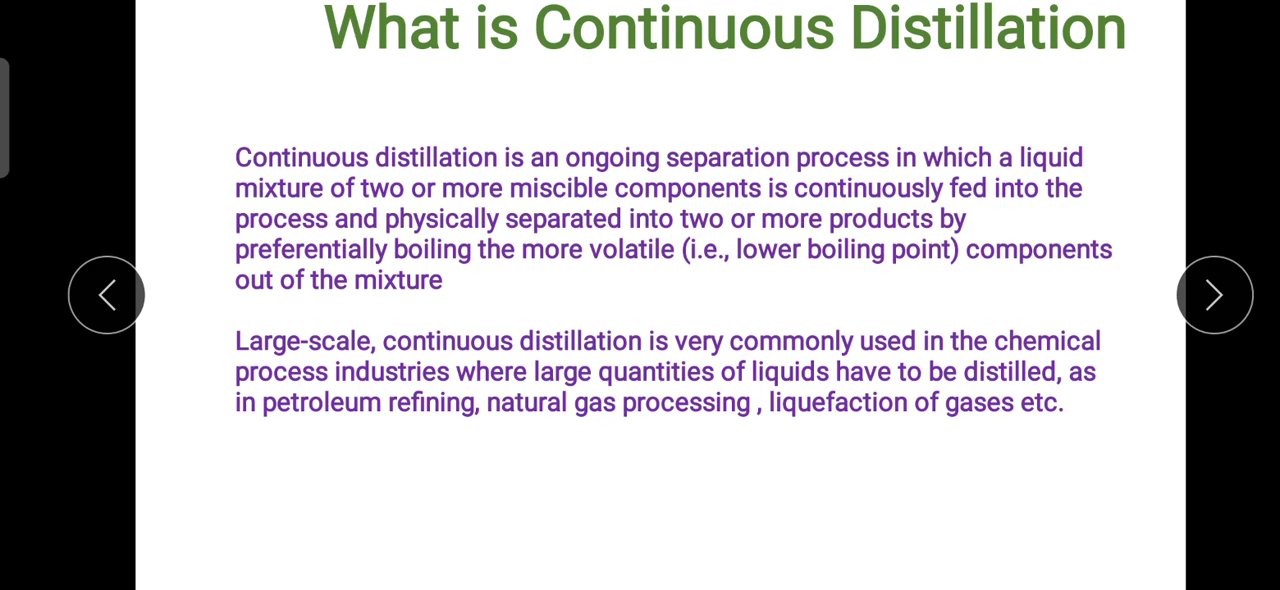 What is Continuous Distillation
Continuous distillation is an ongoing separation process in which a liquid
mixture of two or more miscible components is continuously fed into the
process and physically separated into two or more products by
preferentially boiling the more volatile (i.e., lower boiling point) components
out of the mixture
Large-scale, continuous distillation is very commonly used in the chemical
process industries where large quantities of liquids have to be distilled, as
in petroleum refining, natural gas processing , liquefaction of gases etc.